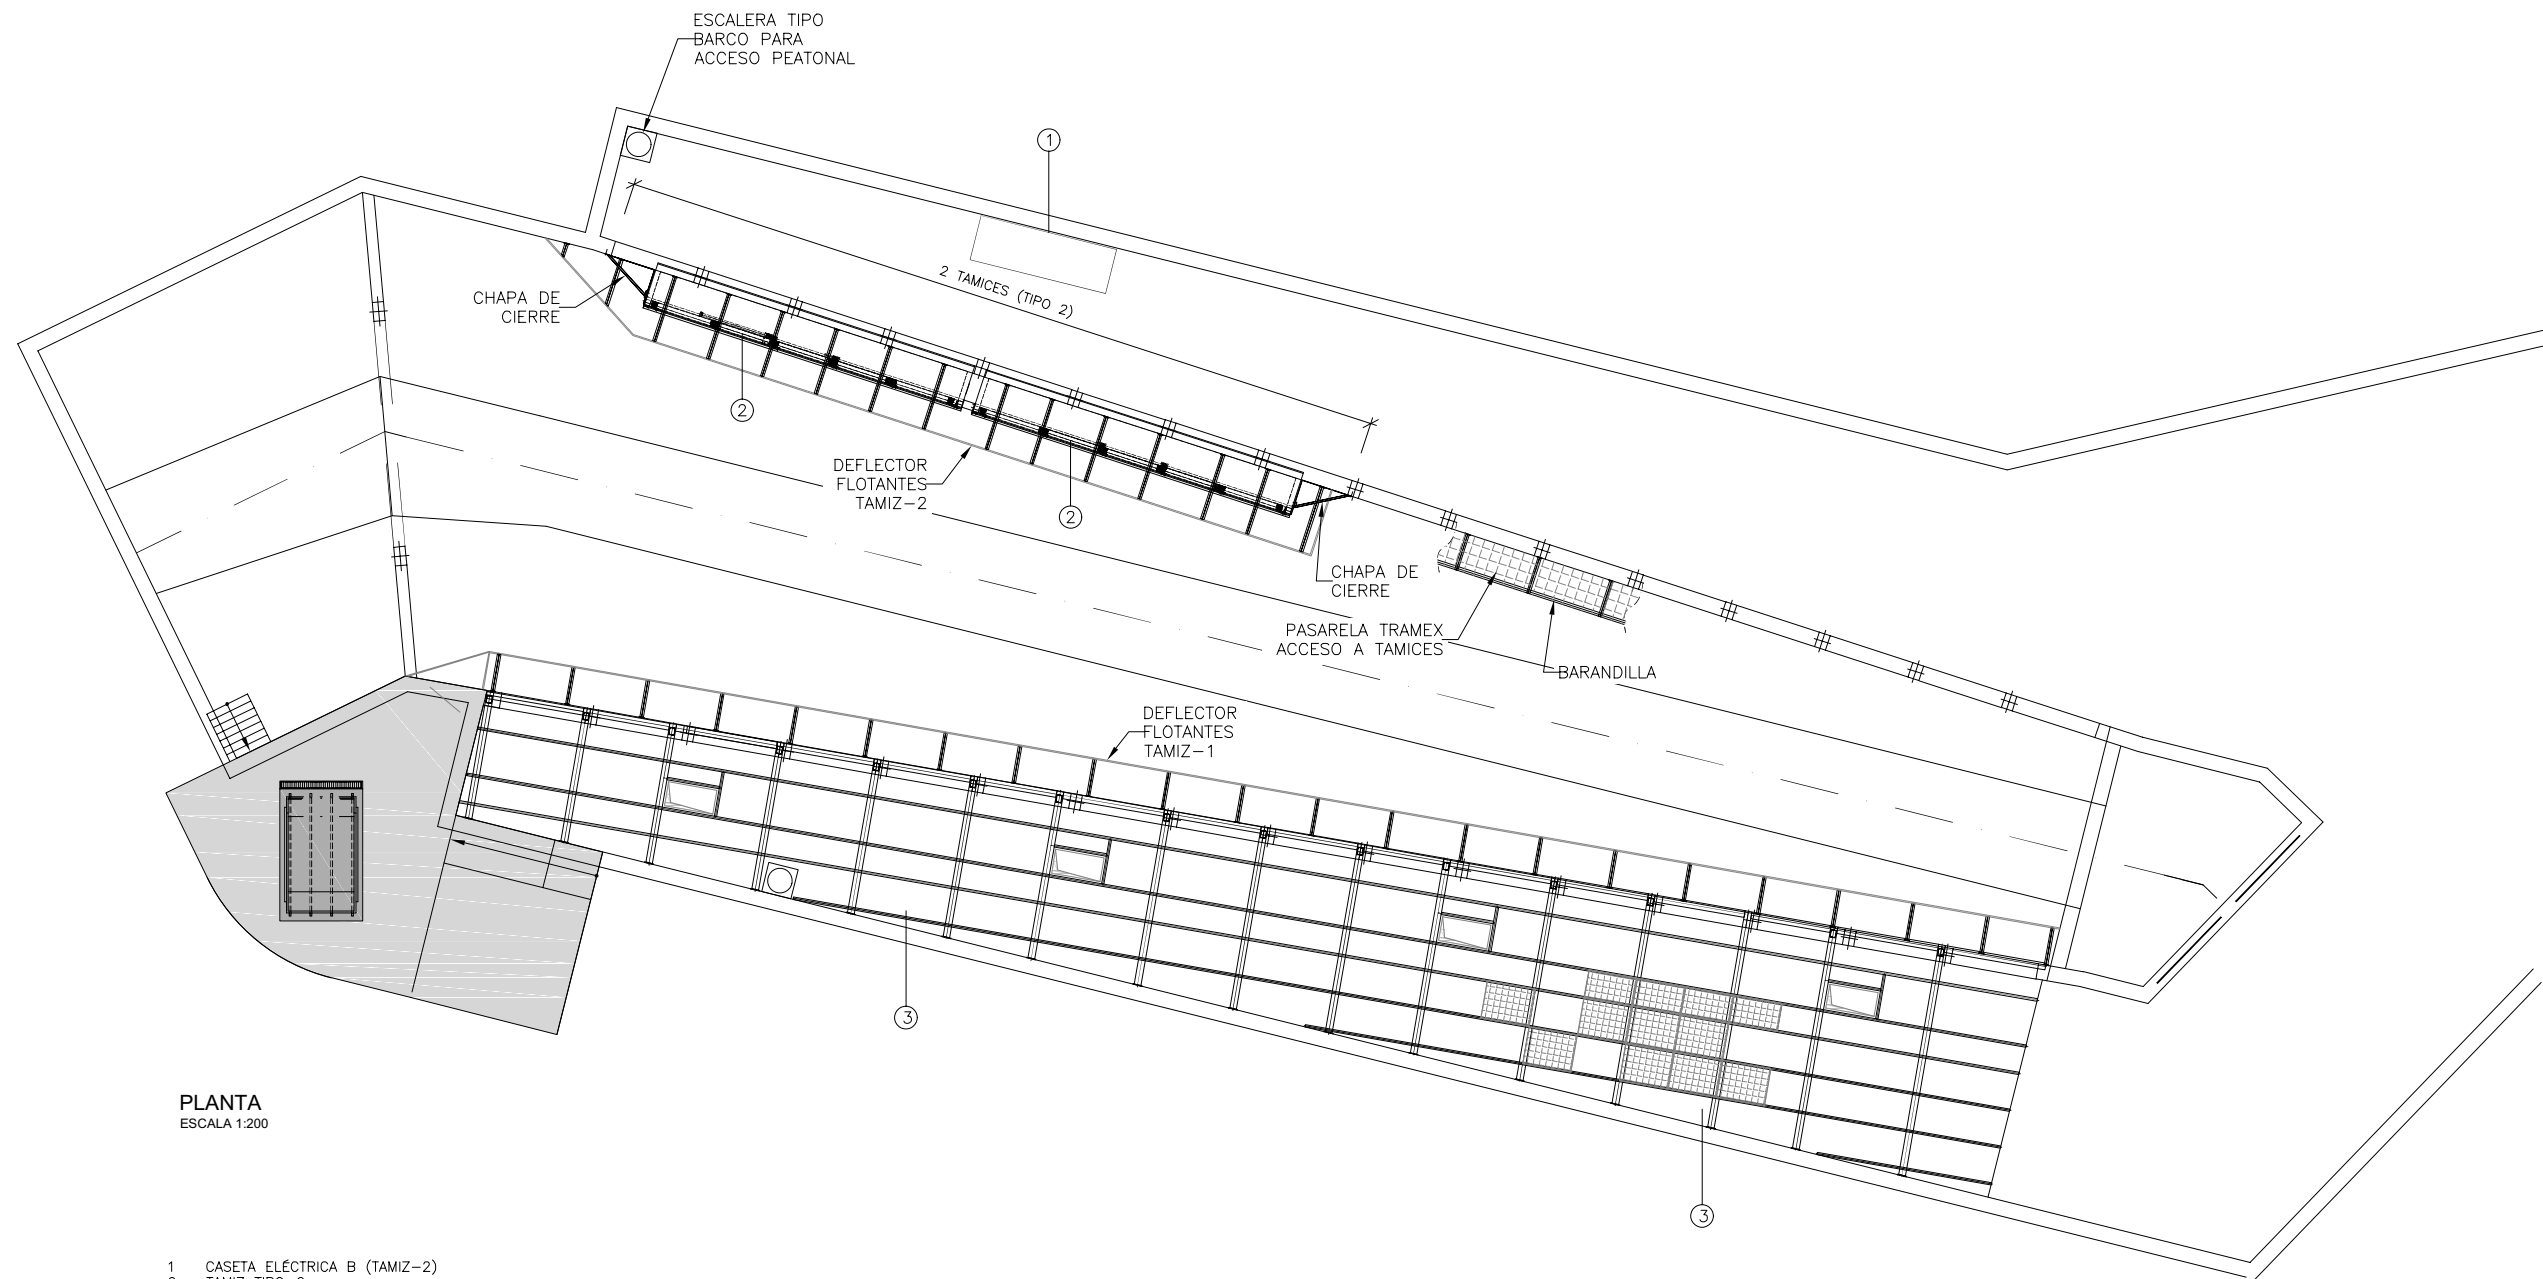 ESCALERA TIPO
BARCO PARA
ACCESO PEATONAL
1
2 TAMICES (TIPO 2)
CHAPA DE
CIERRE
2
DEFLECTOR
FLOTANTES
TAMIZ-2
2
CHAPA DE
CIERRE
PASARELA TRAMEX
ACCESO A TAMICES
BARANDILLA
DEFLECTOR
FLOTANTES
TAMIZ-1
3
3
PLANTA
ESCALA 1:200
1 CASETA ELÉCTRICA B (TAMIZ-2)